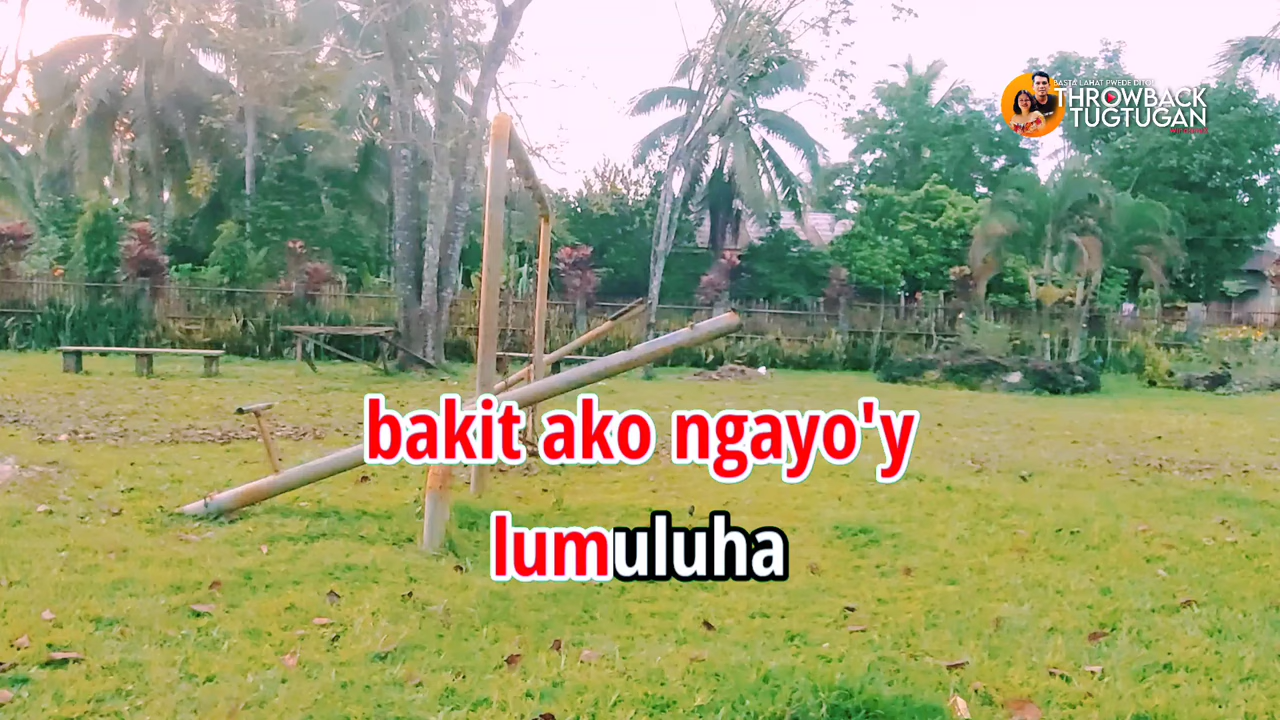 BASTA LAHAT PWEDE DITO!
THROWBACK
TUGTUGAN
bakit ako ngayo'y
lumuluha